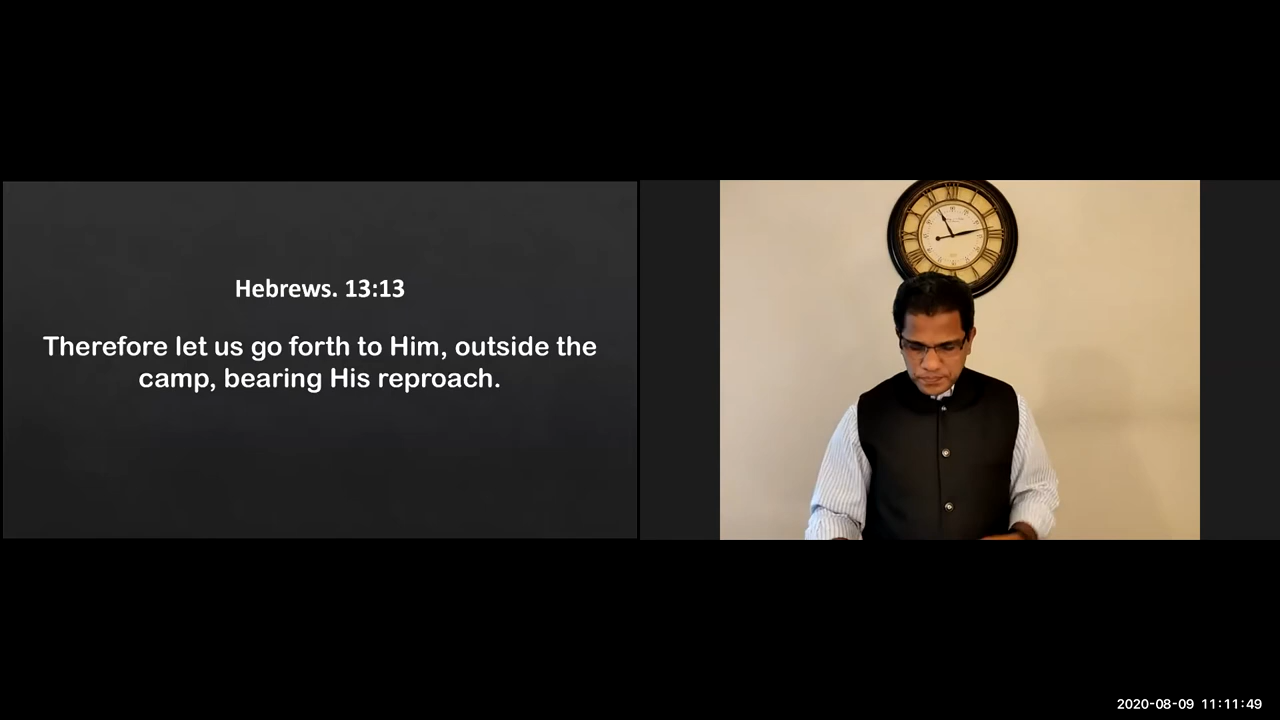 Hebrews. 13:13
Therefore let us go forth to Him, outside the
camp, bearing His reproach.
2020-08-09 11:11:49